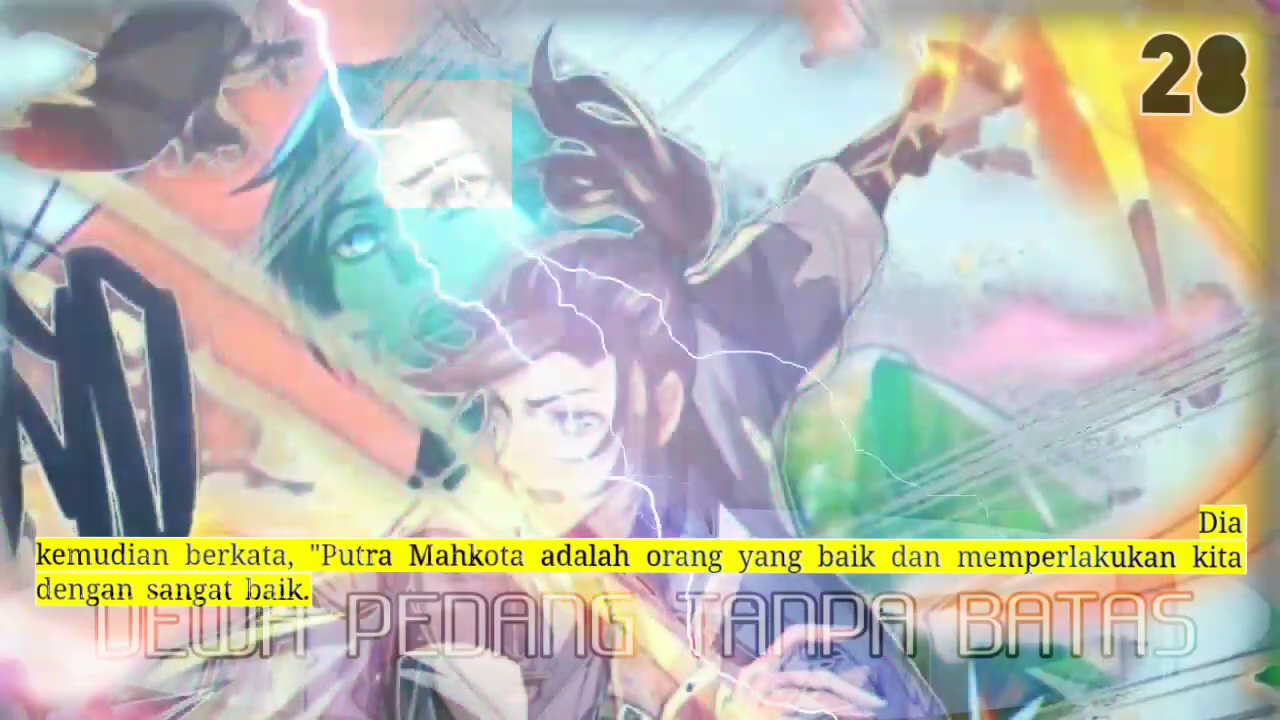 28
Dia
kemudian berkata, "Putra Mahkota adalah orang yang baik dan memperlakukan kita
dengan sangat baik.
DEWA PEDANG TANPA BATAS